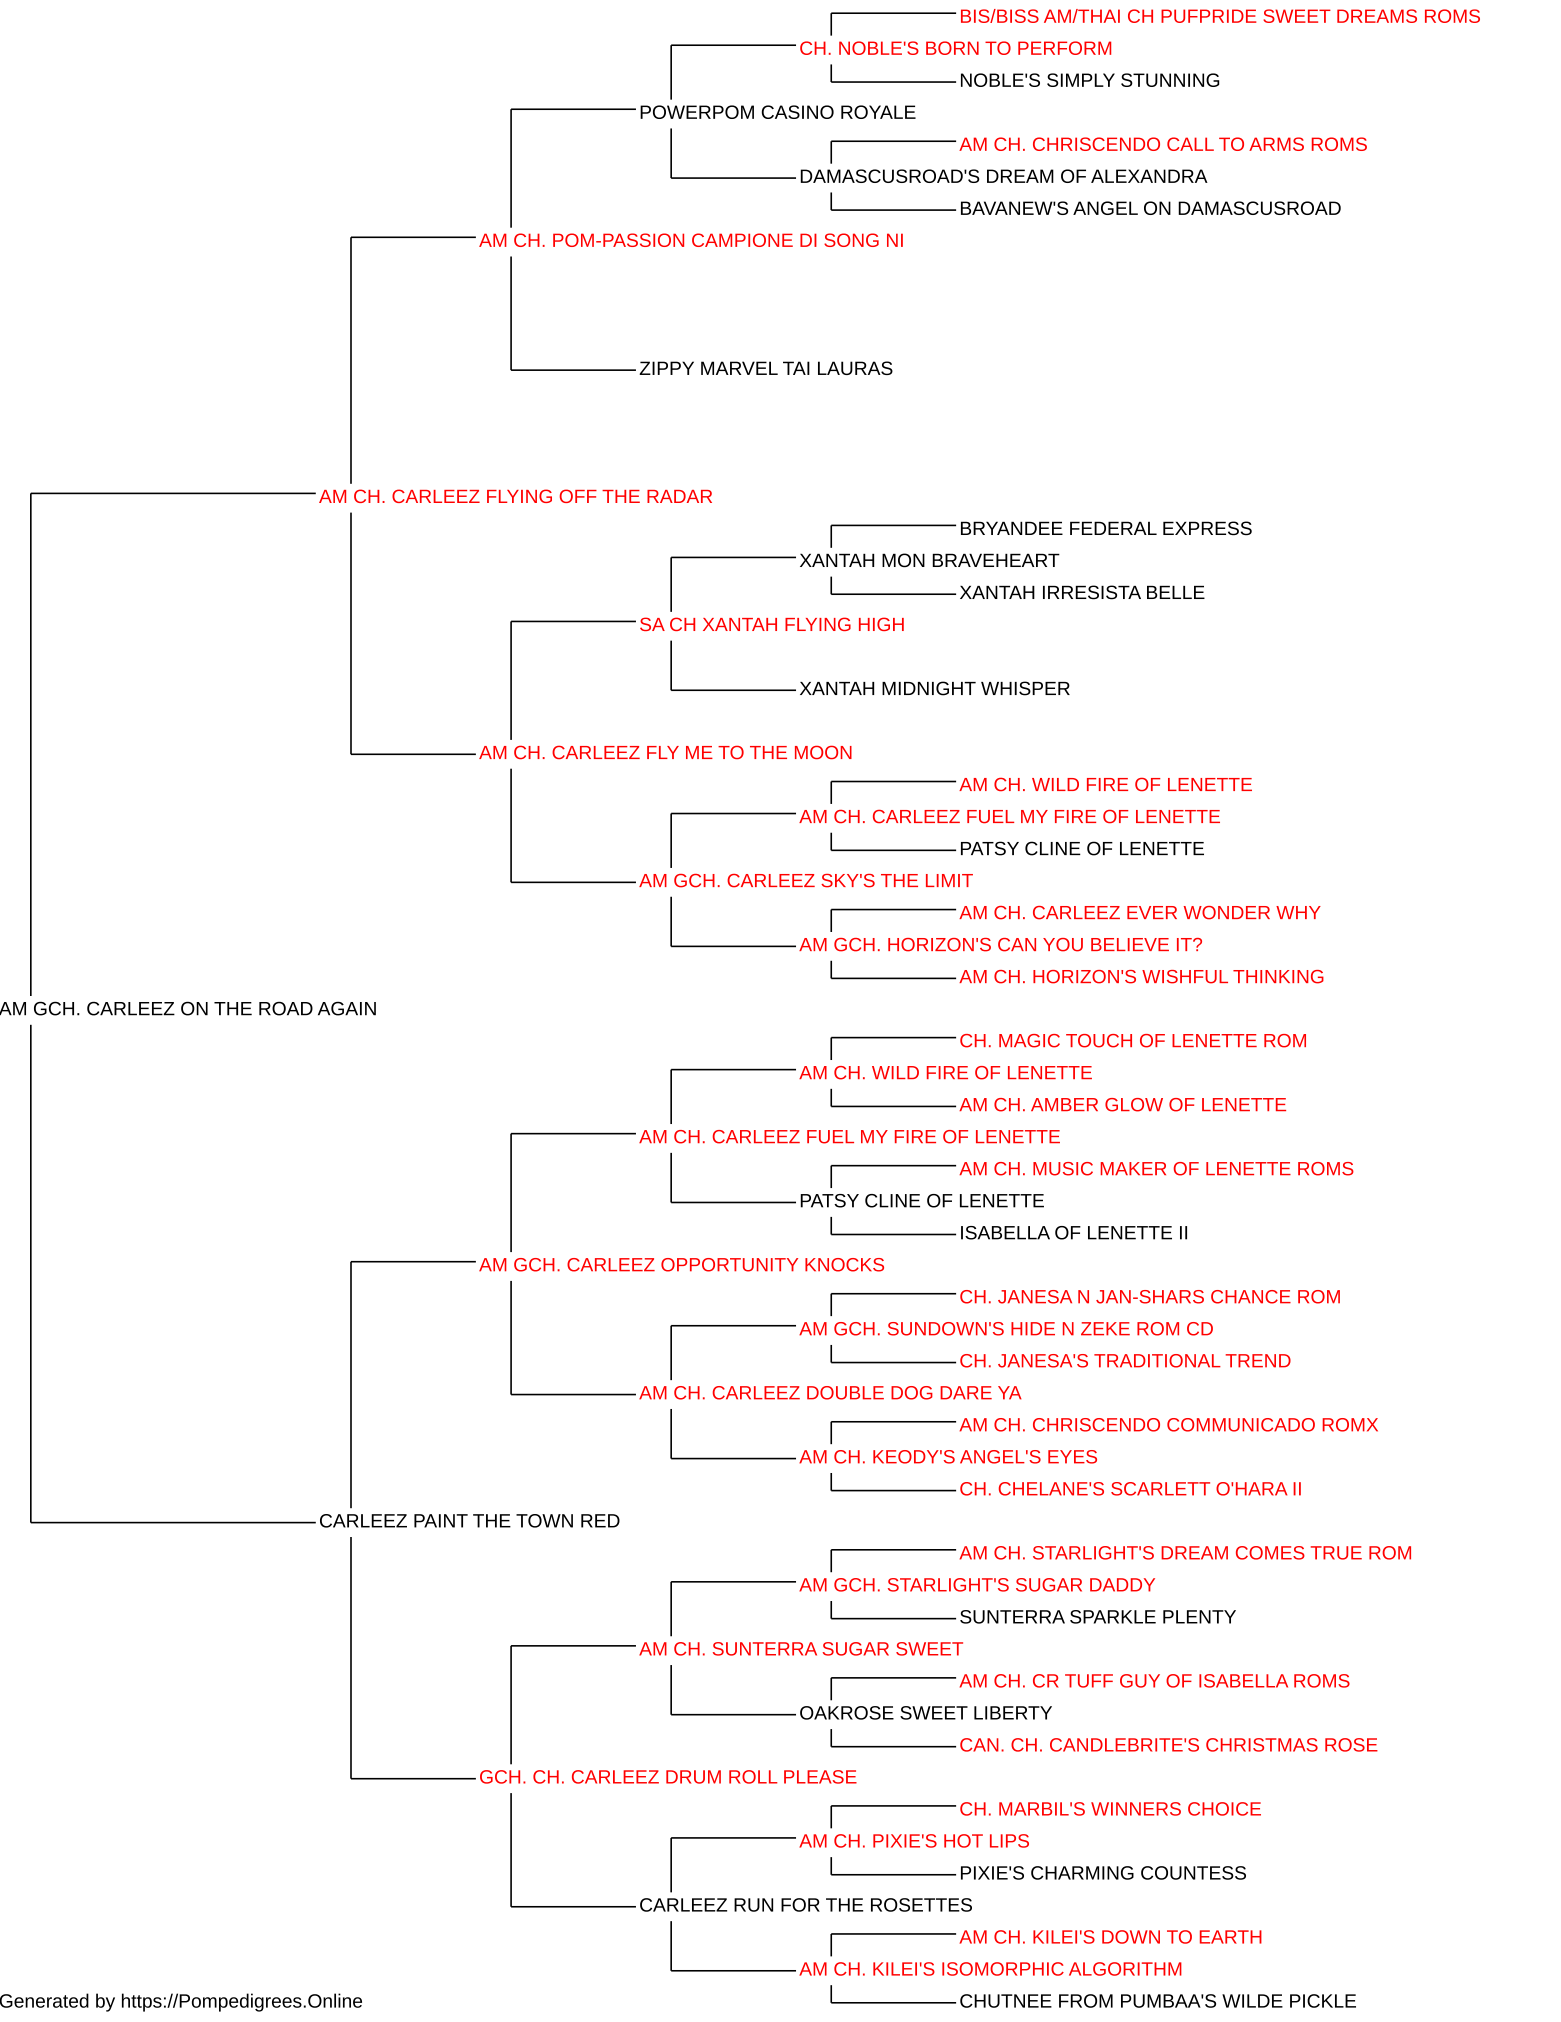 BIS/BISS AM/THAI CH PUFPRIDE SWEET DREAMS ROMS
CH. NOBLE'S BORN TO PERFORM
NOBLE'S SIMPLY STUNNING
POWERPOM CASINO ROYALE
AM CH. CHRISCENDO CALL TO ARMS ROMS
DAMASCUSROAD'S DREAM OF ALEXANDRA
BAVANEW'S ANGEL ON DAMASCUSROAD
AM CH. POM-PASSION CAMPIONE DI SONG NI
ZIPPY MARVEL TAI LAURAS
AM CH. CARLEEZ FLYING OFF THE RADAR
BRYANDEE FEDERAL EXPRESS
XANTAH MON BRAVEHEART
XANTAH IRRESISTA BELLE
SA CH XANTAH FLYING HIGH
XANTAH MIDNIGHT WHISPER
AM CH. CARLEEZ FLY ME TO THE MOON
AM CH. WILD FIRE OF LENETTE
AM CH. CARLEEZ FUEL MY FIRE OF LENETTE
PATSY CLINE OF LENETTE
AM GCH. CARLEEZ SKY'S THE LIMIT
AM CH. CARLEEZ EVER WONDER WHY
AM GCH. HORIZON'S CAN YOU BELIEVE IT?
AM CH. HORIZON'S WISHFUL THINKING
AM GCH. CARLEEZ ON THE ROAD AGAIN
CH. MAGIC TOUCH OF LENETTE ROM
AM CH. WILD FIRE OF LENETTE
AM CH. AMBER GLOW OF LENETTE
AM CH. CARLEEZ FUEL MY FIRE OF LENETTE
AM CH. MUSIC MAKER OF LENETTE ROMS
PATSY CLINE OF LENETTE
ISABELLA OF LENETTE II
AM GCH. CARLEEZ OPPORTUNITY KNOCKS
CH. JANESA N JAN-SHARS CHANCE ROM
AM GCH. SUNDOWN'S HIDE N ZEKE ROM CD
CH. JANESA'S TRADITIONAL TREND
AM CH. CARLEEZ DOUBLE DOG DARE YA
AM CH. CHRISCENDO COMMUNICADO ROMX
AM CH. KEODY'S ANGEL'S EYES
CH. CHELANE'S SCARLETT O'HARA II
CARLEEZ PAINT THE TOWN RED
AM CH. STARLIGHT'S DREAM COMES TRUE ROM
AM GCH. STARLIGHT'S SUGAR DADDY
SUNTERRA SPARKLE PLENTY
AM CH. SUNTERRA SUGAR SWEET
AM CH. CR TUFF GUY OF ISABELLA ROMS
OAKROSE SWEET LIBERTY
CAN. CH. CANDLEBRITE'S CHRISTMAS ROSE
GCH. CH. CARLEEZ DRUM ROLL PLEASE
CH. MARBIL'S WINNERS CHOICE
AM CH. PIXIE'S HOT LIPS
PIXIE'S CHARMING COUNTESS
CARLEEZ RUN FOR THE ROSETTES
AM CH. KILEI'S DOWN TO EARTH
AM CH. KILEI'S ISOMORPHIC ALGORITHM
CHUTNEE FROM PUMBAA'S WILDE PICKLE
Generated by https://Pompedigrees.Online